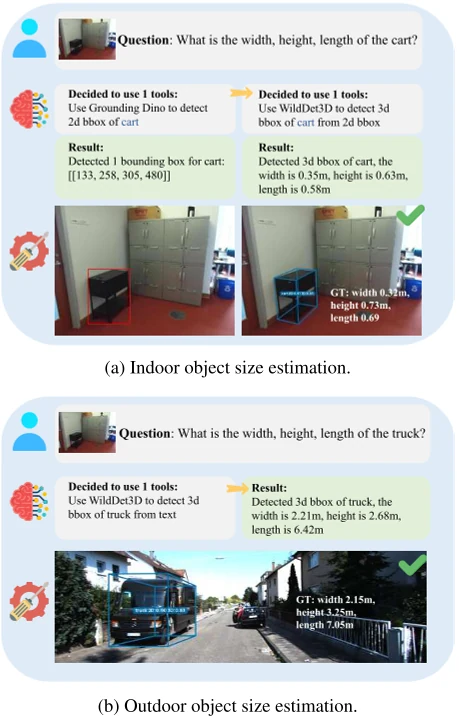 Question: What is the width, height, length of the cart?
Decided to use 1 tools:
Use Grounding Dino to detect
2d bbox of cart
Decided to use 1 tools:
Use WildDet3D to detect 3d
bbox of cart from 2d bbox
Result:
Detected 1 bounding box for cart:
[[133, 258, 305, 480]]
Result:
Detected 3d bbox of cart, the
width is 0.35m, height is 0.63m,
length is 0.58m
GT: width 0.32m,
height 0.73m,
length 0.69
(a) Indoor object size estimation.
Question: What is the width, height, length of the truck?
Decided to use 1 tools:
Use WildDet3D to detect 3d
bbox of truck from text
Result:
Detected 3d bbox of truck, the
width is 2.21m, height is 2.68m,
length is 6.42m
GT: width 2.15m,
height 3.25m,
length 7.05m
(b) Outdoor object size estimation.